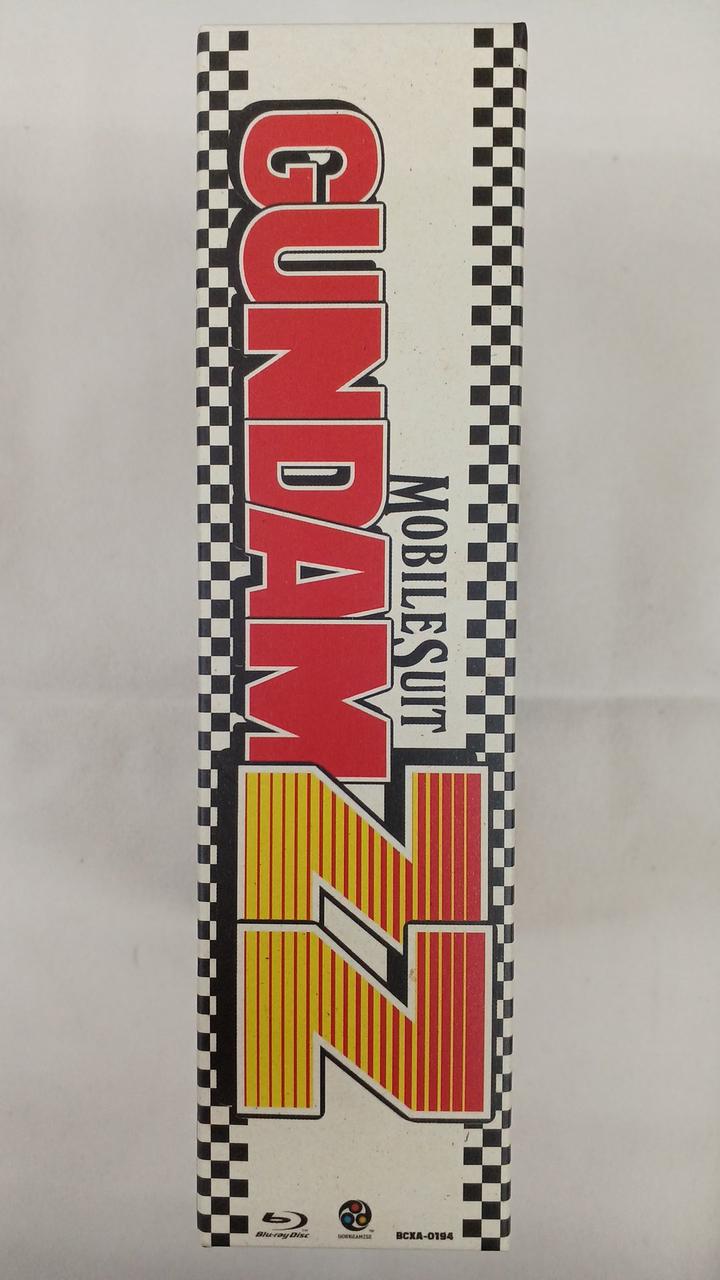 MOBILE SUIT
GUNDAM ZZ
Blu-ray Disc
BCXA-0194